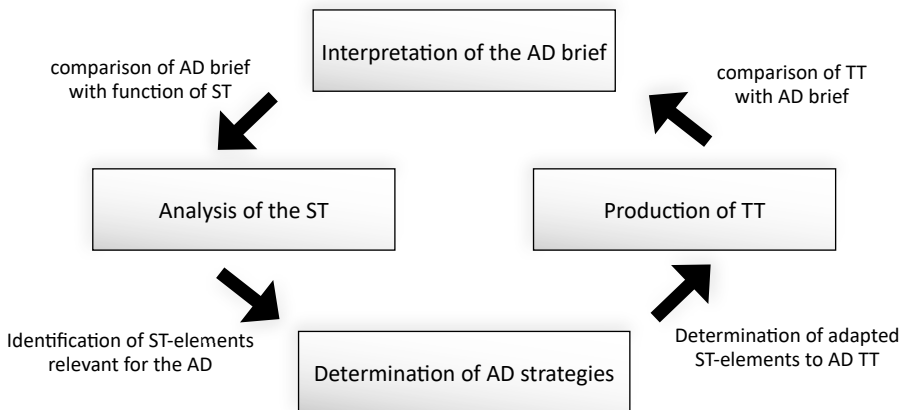 Interpretation of the AD brief
comparison of AD brief
with function of ST
comparison of TT
with AD brief
Analysis of the ST
Production of TT
Identification of ST-elements
relevant for the AD
Determination of AD strategies
Determination of adapted
ST-elements to AD TT